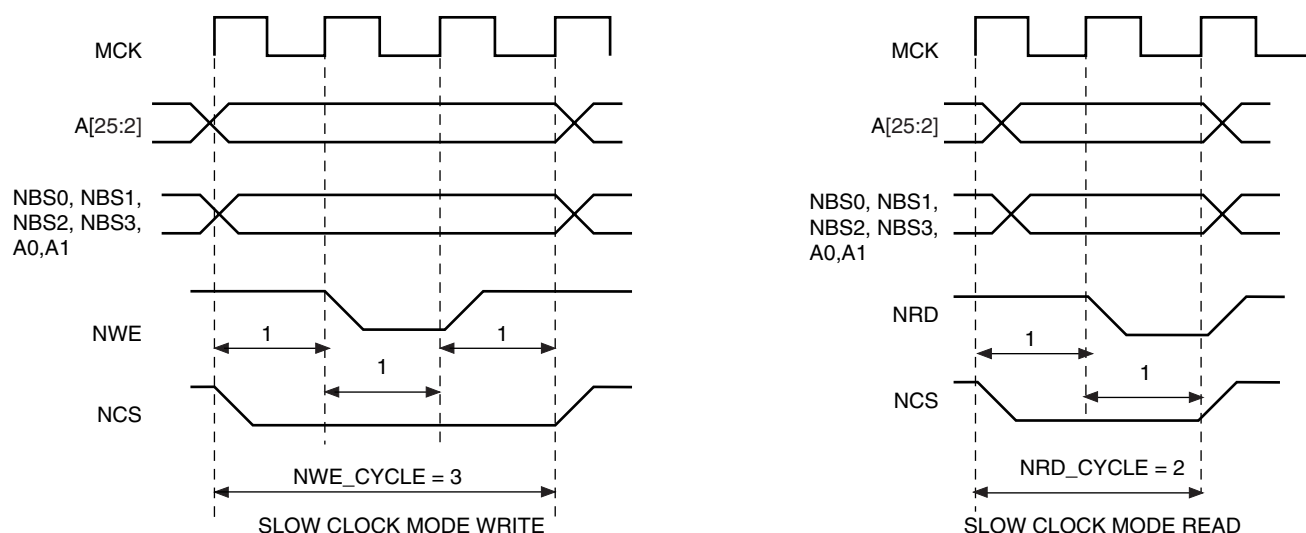 MCK
A[25:2]
NBS0, NBS1,
NBS2, NBS3,
A0,A1
NWE
1
1
1
NCS
NWE_CYCLE = 3
SLOW CLOCK MODE WRITE
MCK
A[25:2]
NBS0, NBS1,
NBS2, NBS3,
A0,A1
NRD
1
1
NCS
NRD_CYCLE = 2
SLOW CLOCK MODE READ